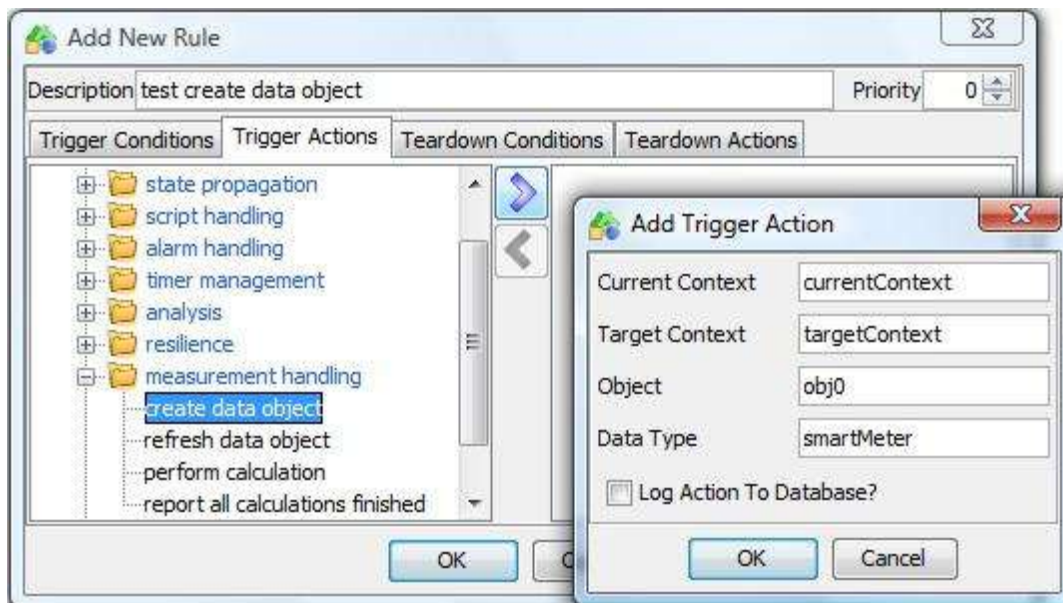 Add New Rule
Description test create data object Priority 0
Trigger Conditions Trigger Actions Teardown Conditions Teardown Actions
state propagation
script handling
alarm handling
timer management
analysis
resilience
measurement handling
create data object
refresh data object
perform calculation
report all calculations finished
OK
Add Trigger Action
Current Context currentContext
Target Context targetContext
Object obj0
Data Type smartMeter
Log Action To Database?
OK Cancel